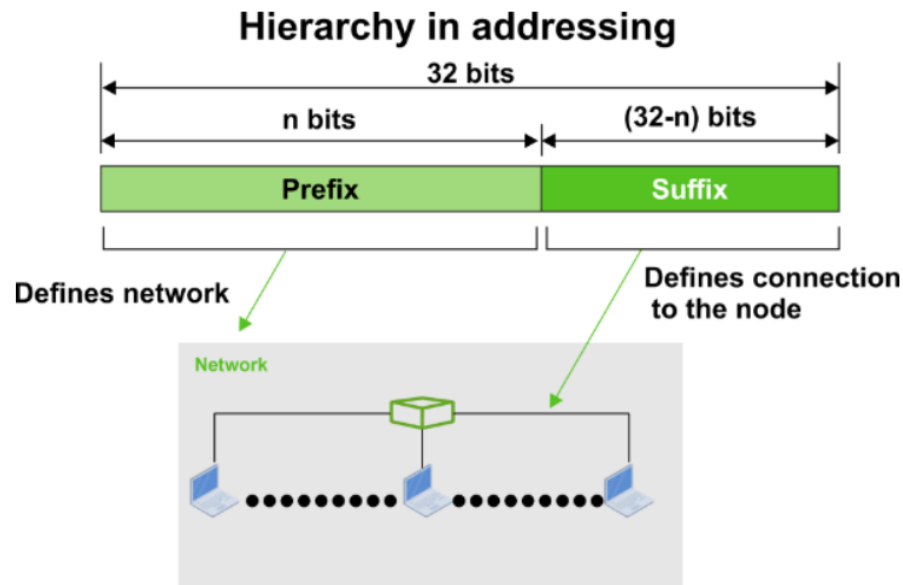 Hierarchy in addressing
32 bits
n bits
(32-n) bits
Prefix
Suffix
Defines network
Defines connection
to the node
Network